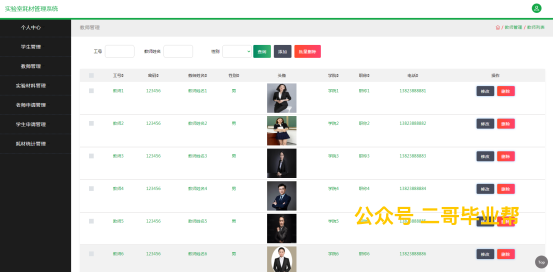 实验室耗材管理系统
个人中心
学生管理
教师管理
实验材料管理
教师申请管理
学生申请管理
耗材统计管理
教师管理
/ 教师管理 / 教师列表
工号
教师姓名
性别
查询
添加
批量删除
工号 密码 教师姓名 性别 头像 学院 职称 电话 操作
教师1 123456 教师姓名1 男 学院1 职称1 13823888881 修改 删除
教师2 123456 教师姓名2 男 学院2 职称2 13823888882 修改 删除
教师3 123456 教师姓名3 男 学院3 职称3 13823888883 修改 删除
教师4 123456 教师姓名4 男 学院4 职称4 13823888884 修改 删除
教师5 123456 教师姓名5 男 学院5 职称5 13823888885 修改 删除
教师6 123456 教师姓名6 男 学院6 职称6 13823888886 修改 删除
公众号 二哥毕业帮
Top